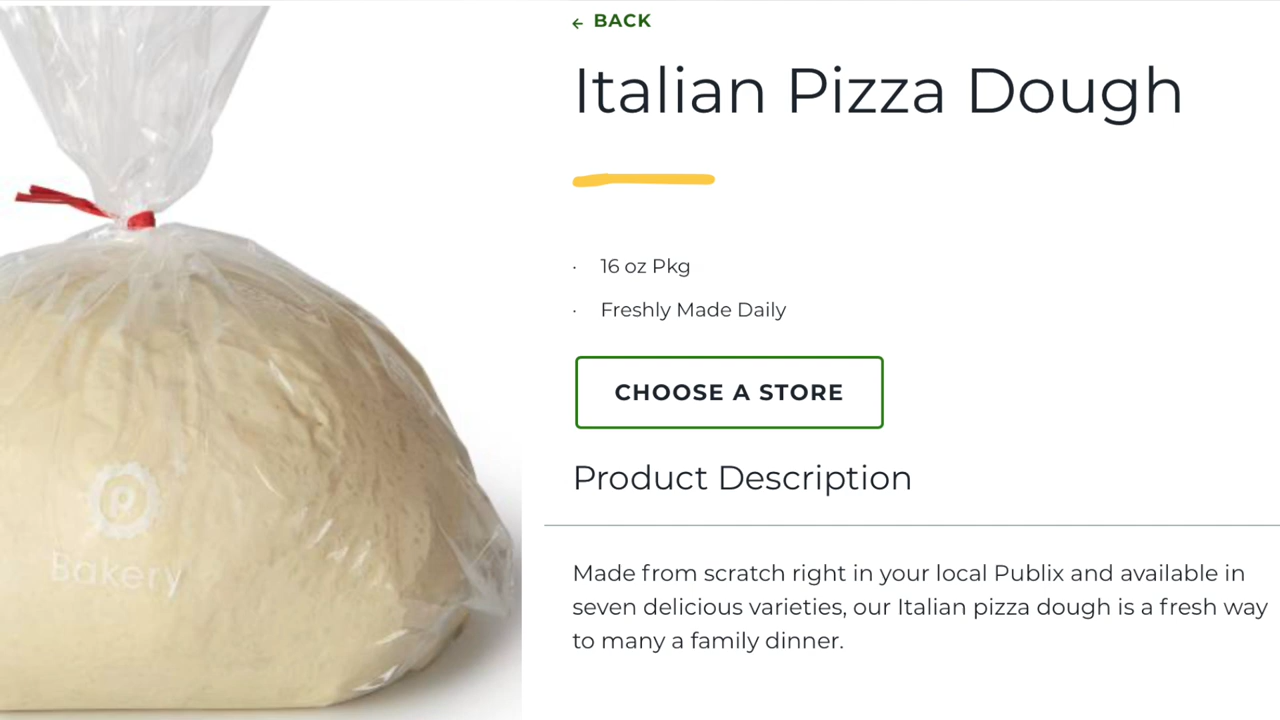 ← BACK
Italian Pizza Dough
· 16 oz Pkg
· Freshly Made Daily
CHOOSE A STORE
Product Description
Made from scratch right in your local Publix and available in
seven delicious varieties, our Italian pizza dough is a fresh way
to many a family dinner.
P
Bakery